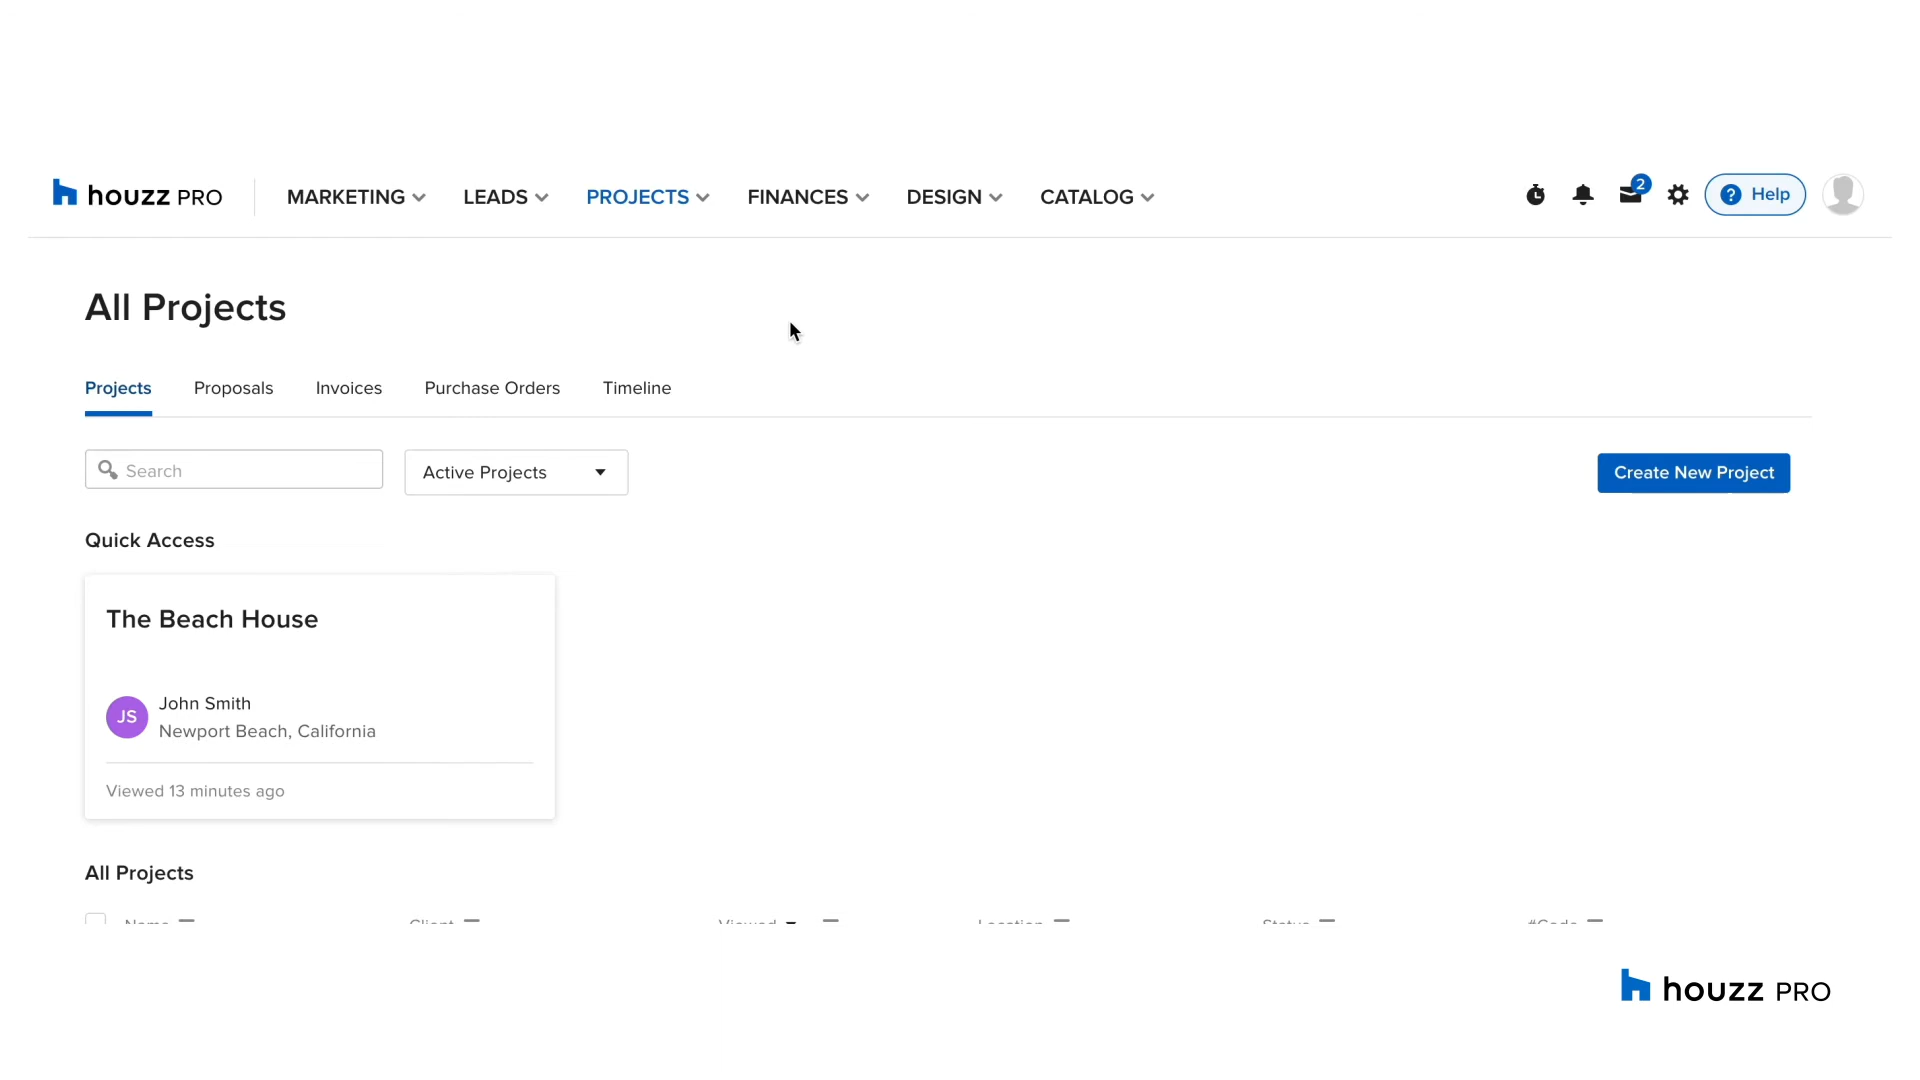 houzz PRO MARKETING LEADS PROJECTS FINANCES DESIGN CATALOG 2 ? Help
All Projects
Projects Proposals Invoices Purchase Orders Timeline
Search Active Projects Create New Project
Quick Access
The Beach House
JS John Smith
Newport Beach, California
Viewed 13 minutes ago
All Projects
Name Client Viewed Location Status #Code
houzz PRO